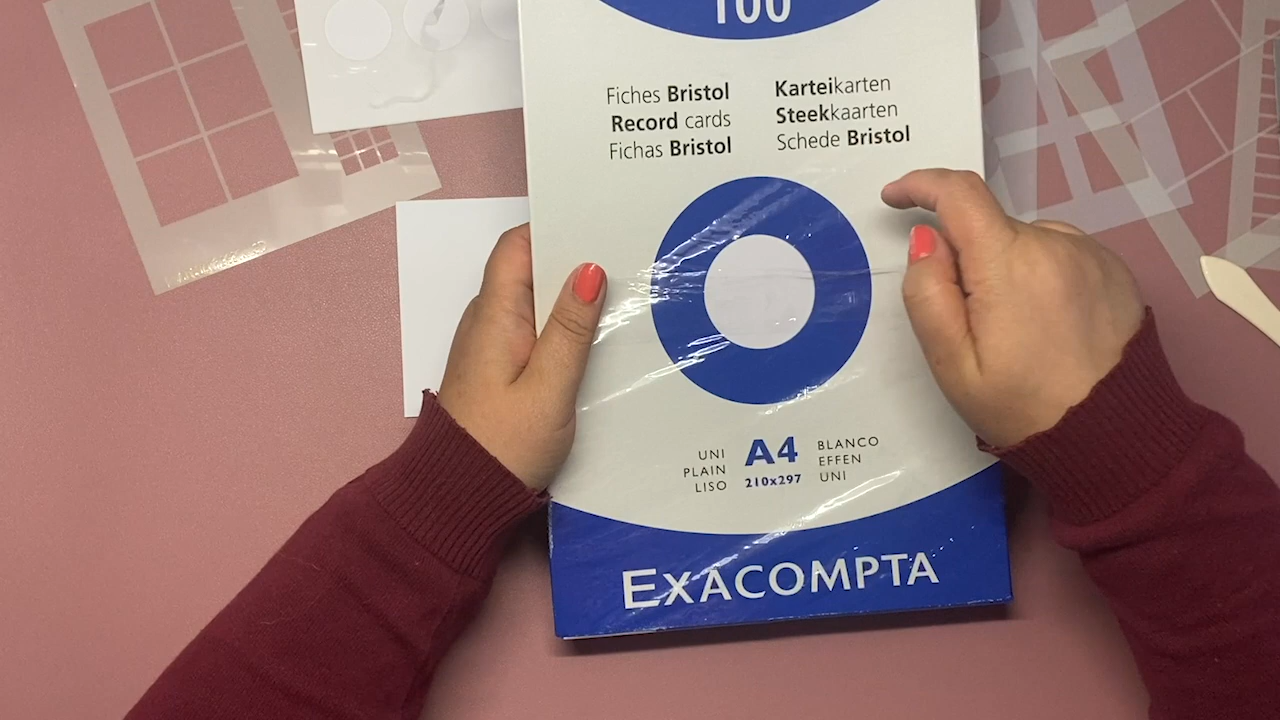 100
Fiches Bristol
Record cards
Fichas Bristol
Karteikarten
Steekkaarten
Schede Bristol
UNI
PLAIN
LISO
A4
210x297
BLANCO
EFFEN
UNI
EXACOMPTA